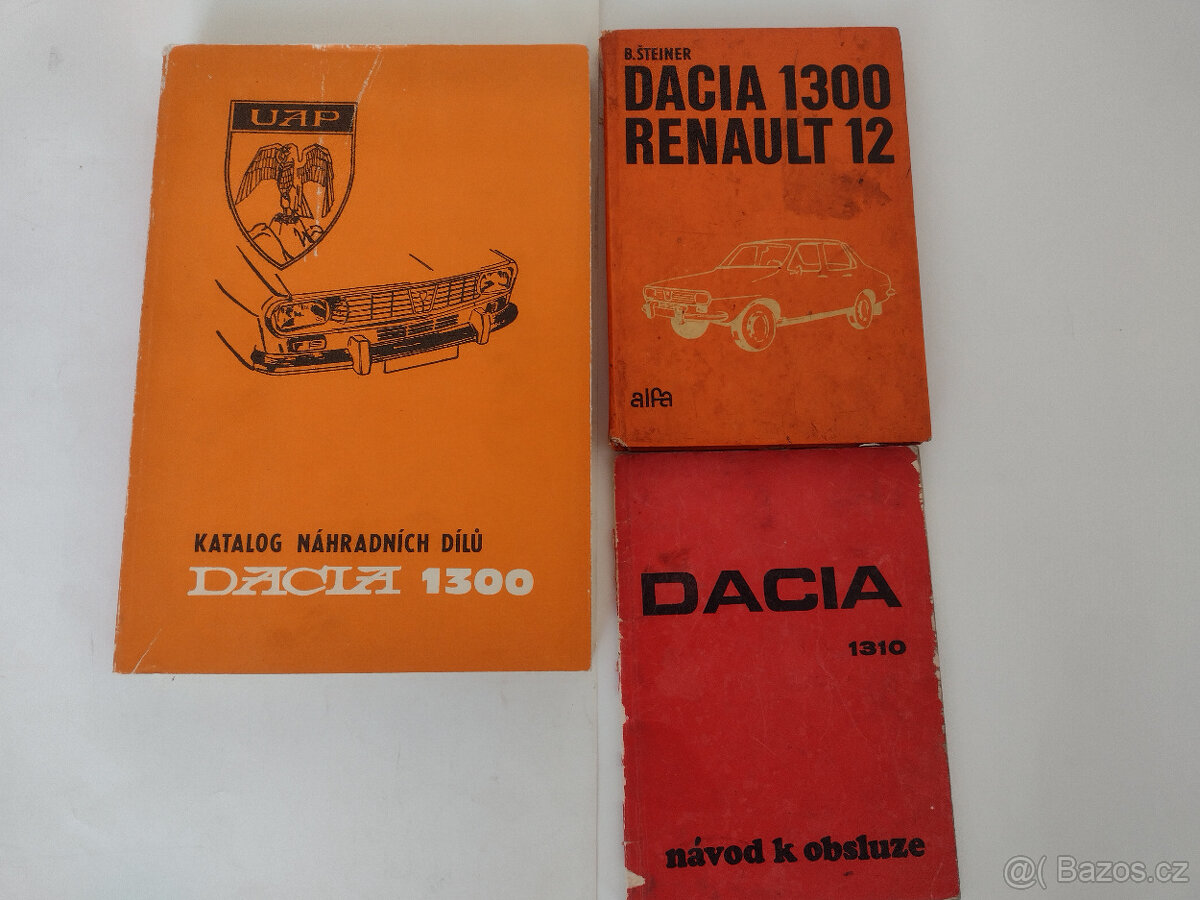 UAP
KATALOG NÁHRADNÍCH DÍLŮ
DACIA 1300
B. ŠTEINER
DACIA 1300
RENAULT 12
alfa
DACIA
1310
návod k obsluze
@( Bazos.cz